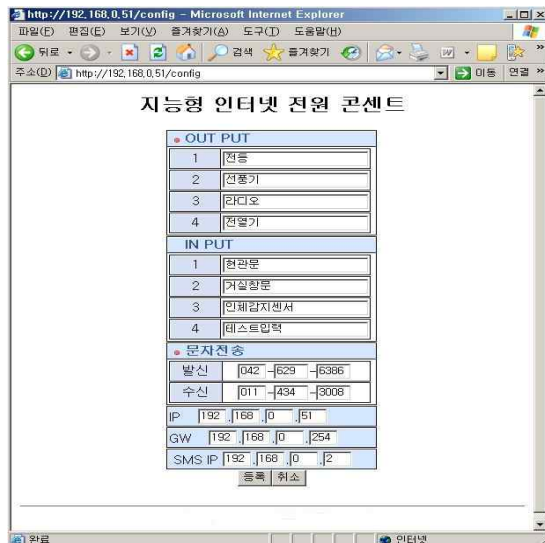 http://192,168,0,51/config - Microsoft Internet Explorer
파일(F) 편집(E) 보기(V) 즐겨찾기(A) 도구(T) 도움말(H)
뒤로 검색 즐겨찾기
주소(D) http://192,168,0,51/config 이동 연결 »
지능형 인터넷 전원 콘센트
OUT PUT
1 전등
2 선풍기
3 라디오
4 전열기
IN PUT
1 현관문
2 거실창문
3 인체감지센서
4 테스트입력
문자전송
발신 042 - 629 - 6386
수신 011 - 434 - 3008
IP 192 . 168 . 0 . 51
GW 192 . 168 . 0 . 254
SMS IP 192 . 168 . 0 . 2
등록 취소
완료 인터넷